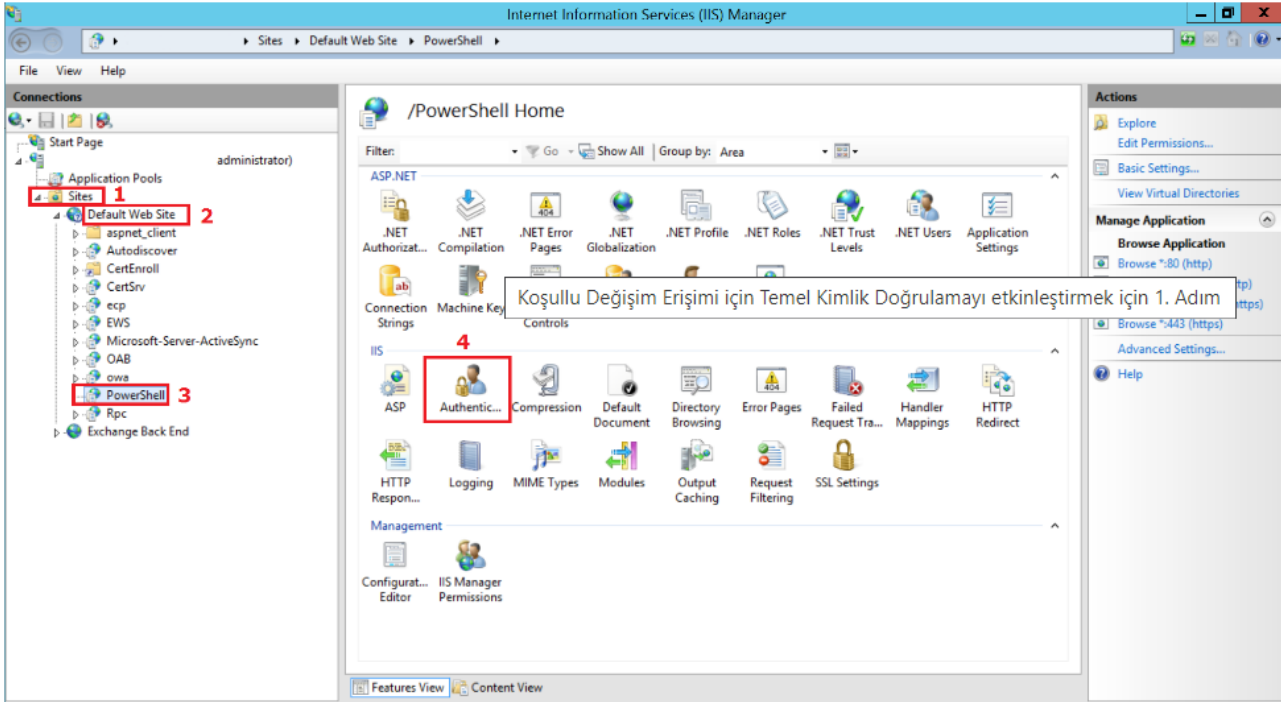 Internet Information Services (IIS) Manager
Sites Default Web Site PowerShell
File View Help
Connections
Start Page
administrator)
Application Pools
Sites 1
Default Web Site 2
aspnet_client
Autodiscover
CertEnroll
CertSrv
ecp
EWS
Microsoft-Server-ActiveSync
OAB
owa
PowerShell 3
Rpc
Exchange Back End
/PowerShell Home
Filter: Go Show All Group by: Area
ASP.NET
.NET Authorizat...
.NET Compilation
.NET Error Pages
.NET Globalization
.NET Profile
.NET Roles
.NET Trust Levels
.NET Users
Application Settings
Connection Strings
Machine Key
Controls
Koşullu Değişim Erişimi için Temel Kimlik Doğrulamayı etkinleştirmek için 1. Adım
IIS
4
ASP
Authentic...
Compression
Default Document
Directory Browsing
Error Pages
Failed Request Tra...
Handler Mappings
HTTP Redirect
HTTP Respon...
Logging
MIME Types
Modules
Output Caching
Request Filtering
SSL Settings
Management
Configurat... Editor
IIS Manager Permissions
Features View Content View
Actions
Explore
Edit Permissions...
Basic Settings...
View Virtual Directories
Manage Application
Browse Application
Browse *:80 (http)
tp)
ttps)
Browse *:443 (https)
Advanced Settings...
Help